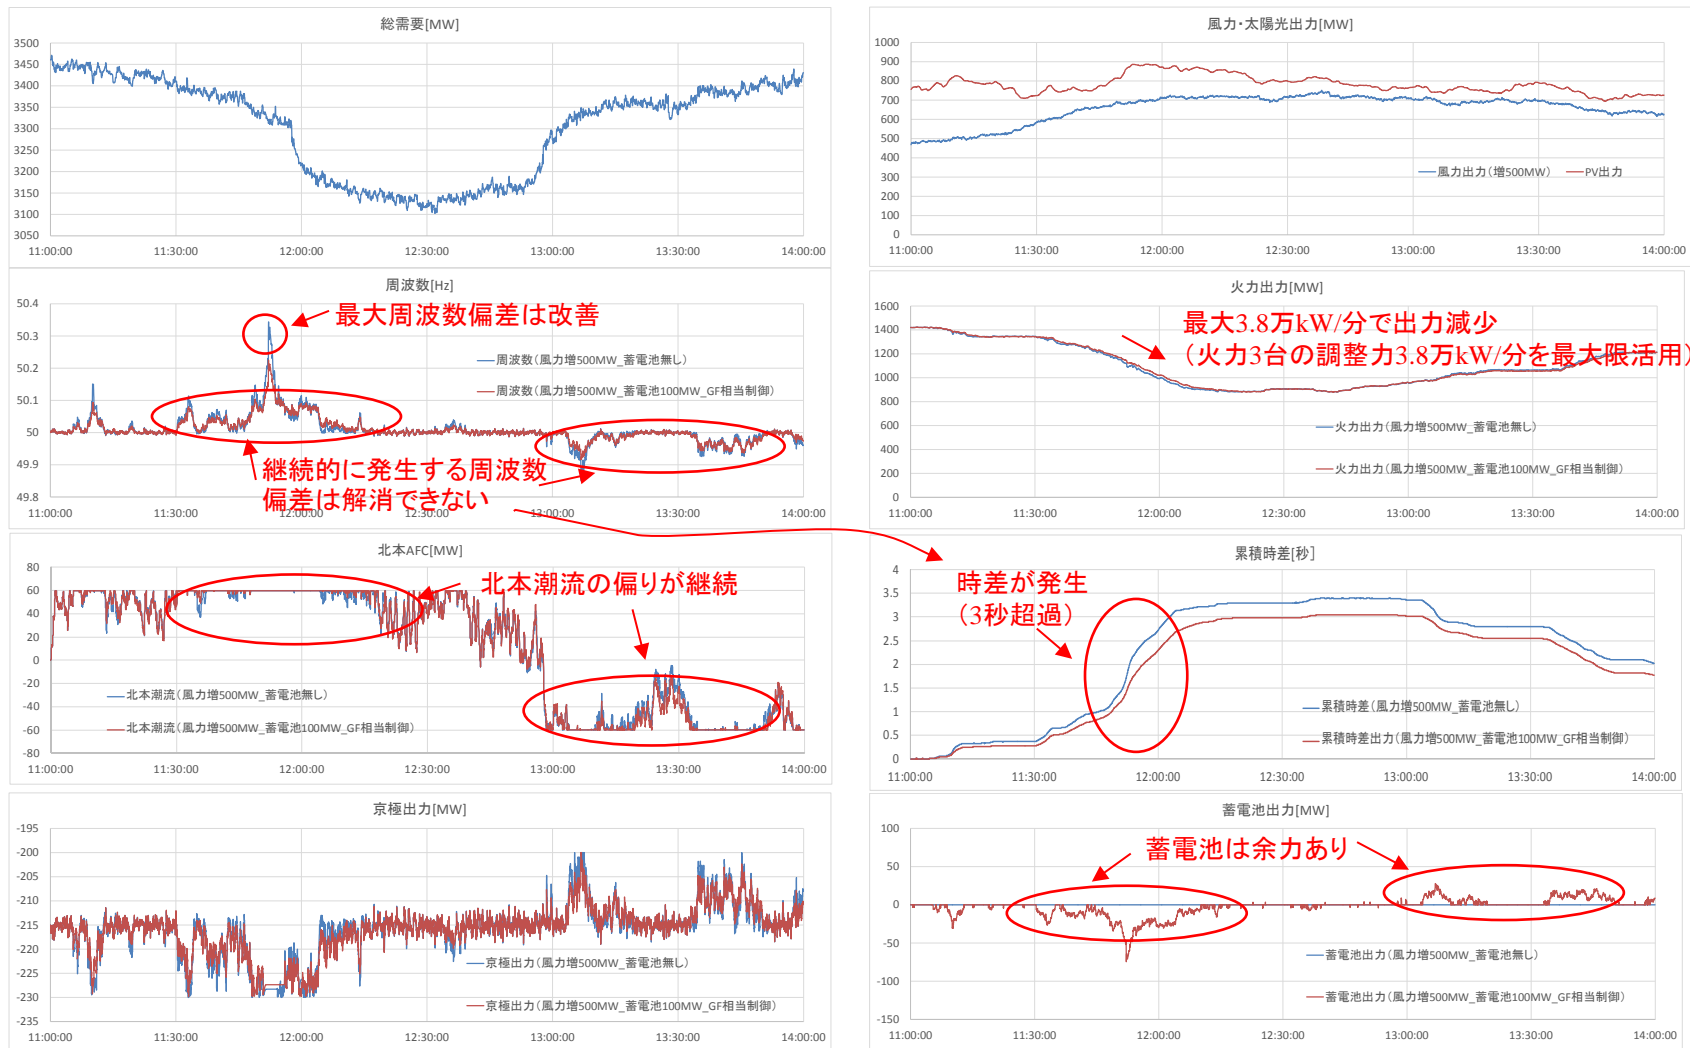 総需要[MW]
3500
3450
3400
3350
3300
3250
3200
3150
3100
3050
11:00:00 11:30:00 12:00:00 12:30:00 13:00:00 13:30:00 14:00:00
風力・太陽光出力[MW]
1000
900
800
700
600
500
400
300
200
100
0
風力出力(増500MW) PV出力
11:00:00 11:30:00 12:00:00 12:30:00 13:00:00 13:30:00 14:00:00
周波数[Hz]
50.4
50.3
50.2
50.1
50
49.9
49.8
最大周波数偏差は改善
周波数(風力増500MW_蓄電池無し)
周波数(風力増500MW_蓄電池100MW_GF相当制御)
継続的に発生する周波数
偏差は解消できない
11:00:00 11:30:00 12:00:00 12:30:00 13:00:00 13:30:00 14:00:00
火力出力[MW]
1600
1400
1200
1000
800
600
400
200
0
最大3.8万kW/分で出力減少
(火力3台の調整力3.8万kW/分を最大限活用)
火力出力(風力増500MW_蓄電池無し)
火力出力(風力増500MW_蓄電池100MW_GF相当制御)
11:00:00 11:30:00 12:00:00 12:30:00 13:00:00 13:30:00 14:00:00
北本AFC[MW]
80
60
40
20
0
-20
-40
-60
-80
北本潮流の偏りが継続
北本潮流(風力増500MW_蓄電池無し)
北本潮流(風力増500MW_蓄電池100MW_GF相当制御)
11:00:00 11:30:00 12:00:00 12:30:00 13:00:00 13:30:00 14:00:00
累積時差[秒]
4
3.5
3
2.5
2
1.5
1
0.5
0
時差が発生
(3秒超過)
累積時差(風力増500MW_蓄電池無し)
累積時差出力(風力増500MW_蓄電池100MW_GF相当制御)
11:00:00 11:30:00 12:00:00 12:30:00 13:00:00 13:30:00 14:00:00
京極出力[MW]
-195
-200
-205
-210
-215
-220
-225
-230
-235
京極出力(風力増500MW_蓄電池無し)
京極出力(風力増500MW_蓄電池100MW_GF相当制御)
11:00:00 11:30:00 12:00:00 12:30:00 13:00:00 13:30:00 14:00:00
蓄電池出力[MW]
100
50
0
-50
-100
-150
蓄電池は余力あり
蓄電池出力(風力増500MW_蓄電池無し)
蓄電池出力(風力増500MW_蓄電池100MW_GF相当制御)
11:00:00 11:30:00 12:00:00 12:30:00 13:00:00 13:30:00 14:00:00